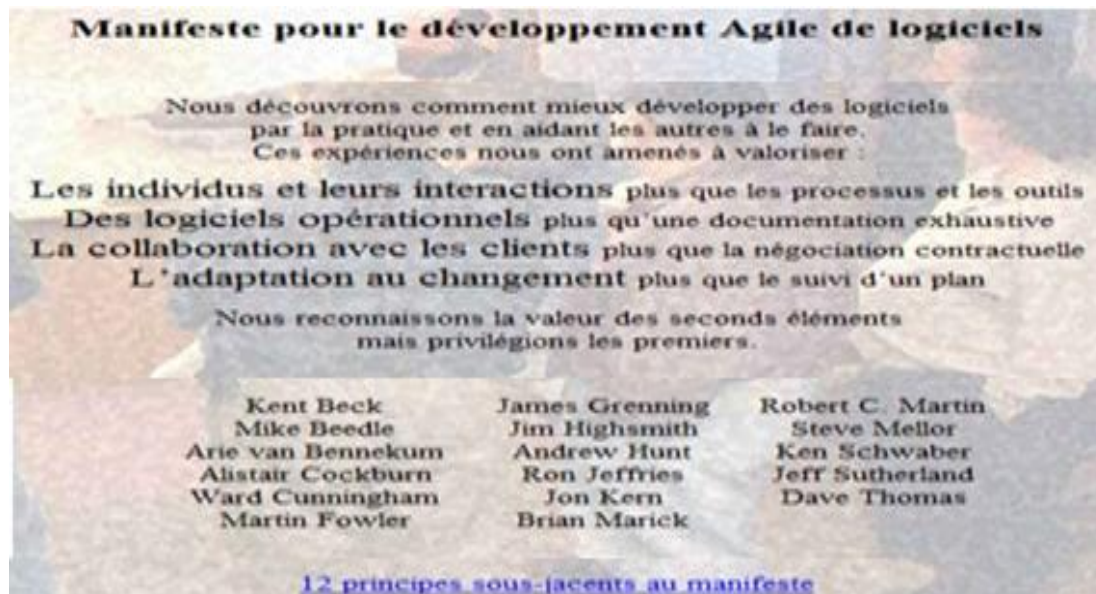 Manifeste pour le développement Agile de logiciels
Nous découvrons comment mieux développer des logiciels
par la pratique et en aidant les autres à le faire.
Ces expériences nous ont amenés à valoriser :
Les individus et leurs interactions plus que les processus et les outils
Des logiciels opérationnels plus qu'une documentation exhaustive
La collaboration avec les clients plus que la négociation contractuelle
L'adaptation au changement plus que le suivi d'un plan
Nous reconnaissons la valeur des seconds éléments
mais privilégions les premiers.
Kent Beck James Grenning Robert C. Martin
Mike Beedle Jim Highsmith Steve Mellor
Arie van Bennekum Andrew Hunt Ken Schwaber
Alistair Cockburn Ron Jeffries Jeff Sutherland
Ward Cunningham Jon Kern Dave Thomas
Martin Fowler Brian Marick
12 principes sous-jacents au manifeste